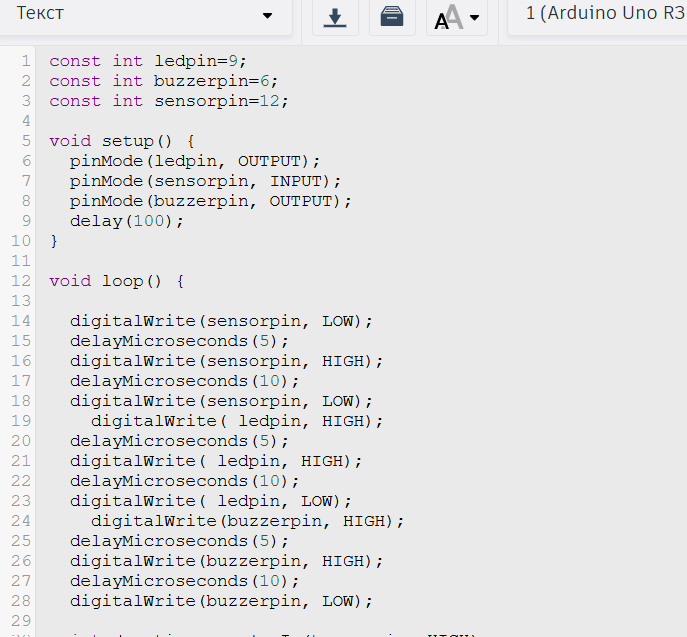 Текст
1 (Arduino Uno R3
1 const int ledpin=9;
2 const int buzzerpin=6;
3 const int sensorpin=12;
4
5 void setup() {
6 pinMode(ledpin, OUTPUT);
7 pinMode(sensorpin, INPUT);
8 pinMode(buzzerpin, OUTPUT);
9 delay(100);
10 }
11
12 void loop() {
13
14 digitalWrite(sensorpin, LOW);
15 delayMicroseconds(5);
16 digitalWrite(sensorpin, HIGH);
17 delayMicroseconds(10);
18 digitalWrite(sensorpin, LOW);
19 digitalWrite( ledpin, HIGH);
20 delayMicroseconds(5);
21 digitalWrite( ledpin, HIGH);
22 delayMicroseconds(10);
23 digitalWrite( ledpin, LOW);
24 digitalWrite(buzzerpin, HIGH);
25 delayMicroseconds(5);
26 digitalWrite(buzzerpin, HIGH);
27 delayMicroseconds(10);
28 digitalWrite(buzzerpin, LOW);
29